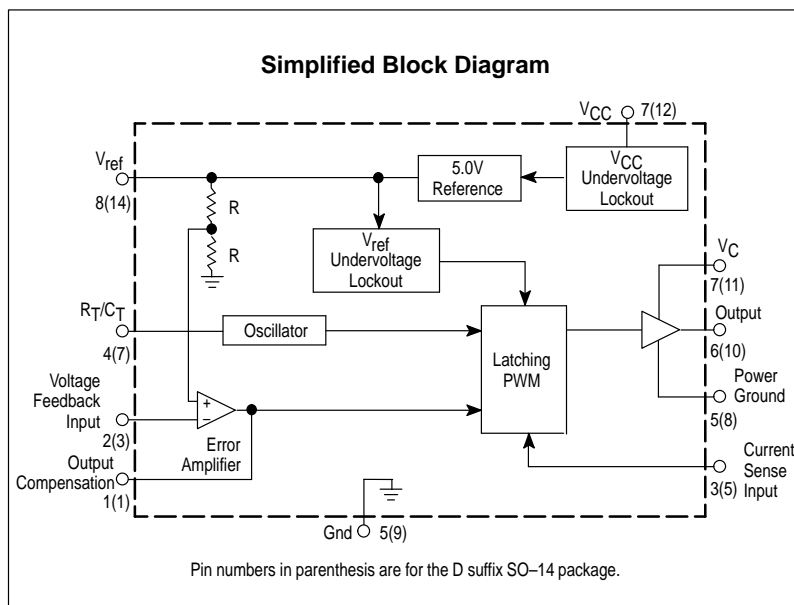 Simplified Block Diagram
VCC 7(12)
Vref
8(14)
R
R
5.0V
Reference
VCC
Undervoltage
Lockout
Vref
Undervoltage
Lockout
VC
7(11)
RT/CT
4(7)
Oscillator
Latching
PWM
Output
6(10)
Voltage
Feedback
Input
2(3)
+
–
Error
Amplifier
Power
Ground
5(8)
Output
Compensation
1(1)
Current
Sense
Input
3(5)
Gnd 5(9)
Pin numbers in parenthesis are for the D suffix SO–14 package.